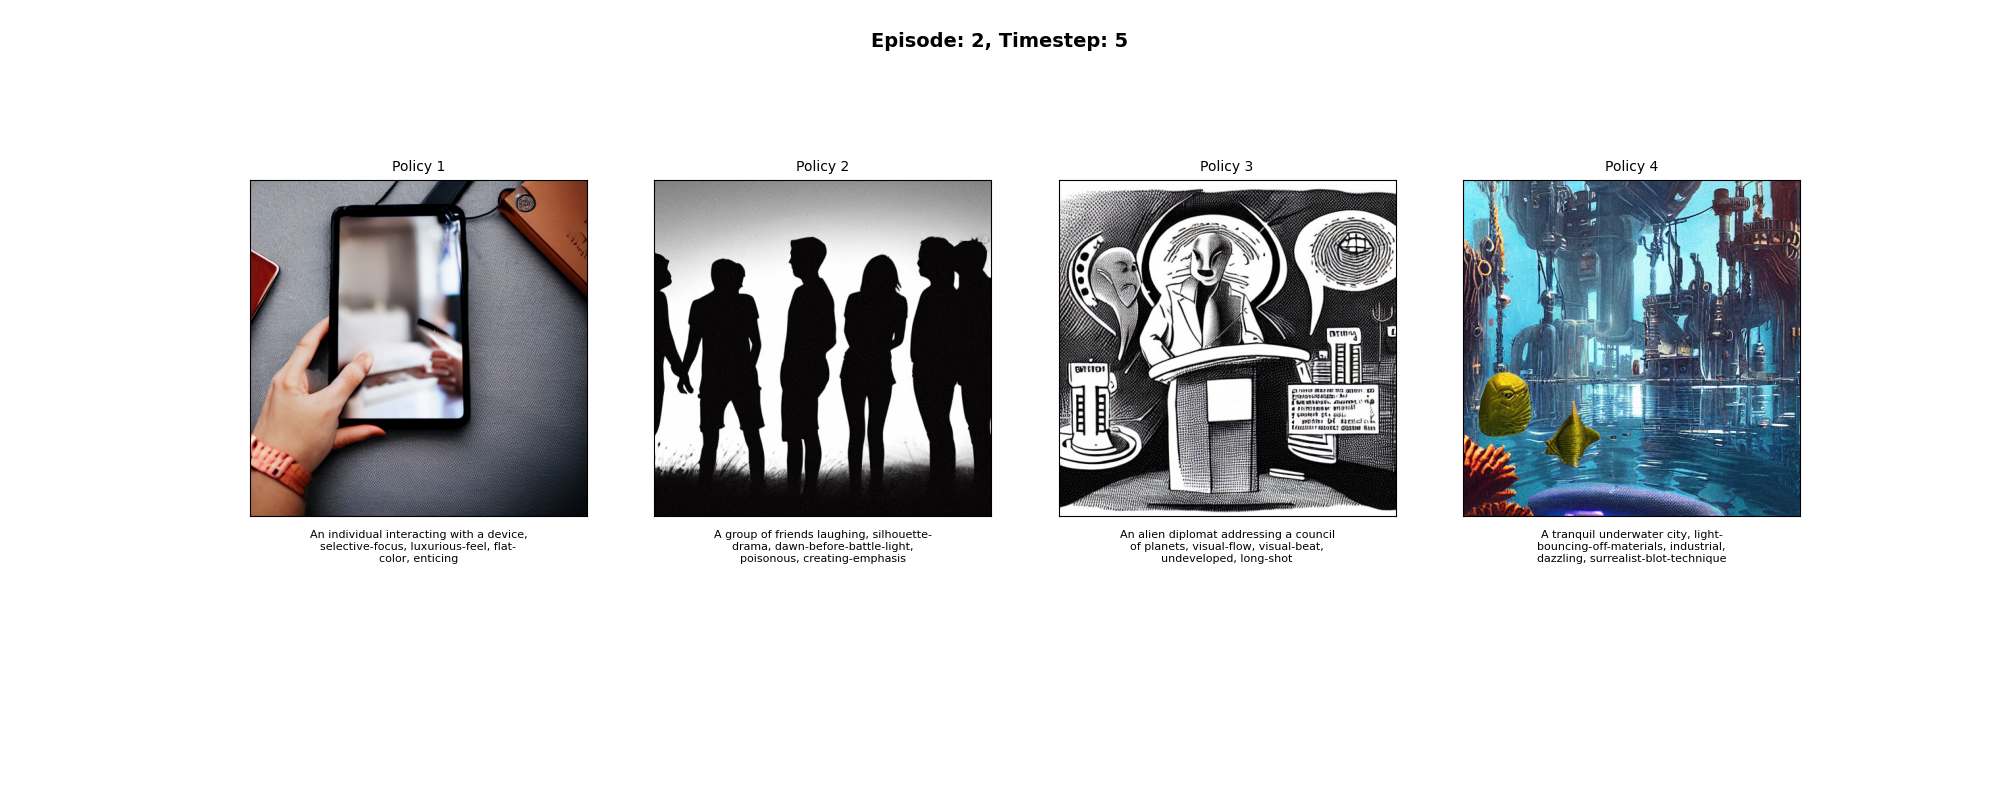 Episode: 2, Timestep: 5
Policy 1
Policy 2
Policy 3
Policy 4
An individual interacting with a device,
selective-focus, luxurious-feel, flat-
color, enticing
A group of friends laughing, silhouette-
drama, dawn-before-battle-light,
poisonous, creating-emphasis
An alien diplomat addressing a council
of planets, visual-flow, visual-beat,
undeveloped, long-shot
A tranquil underwater city, light-
bouncing-off-materials, industrial,
dazzling, surrealist-blot-technique